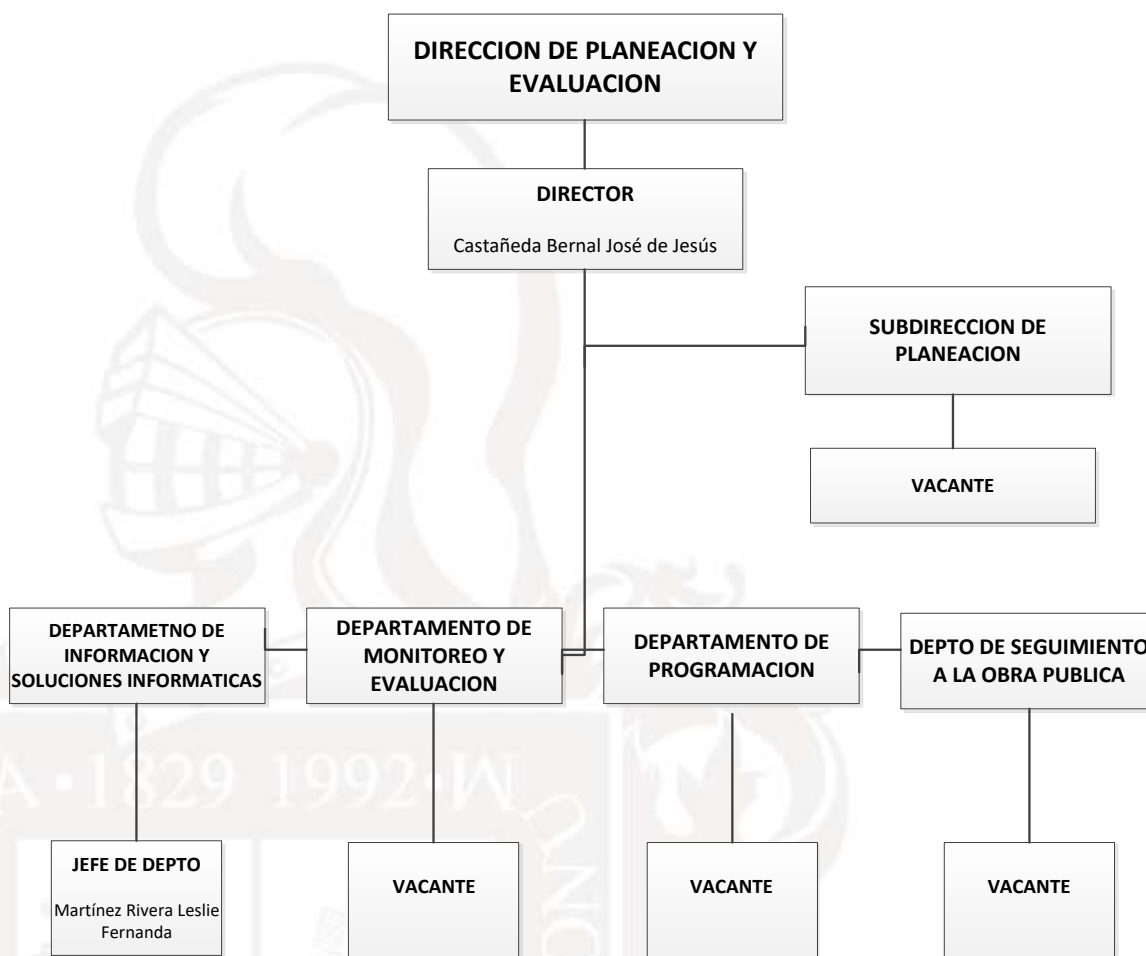 DIRECCION DE PLANEACION Y
EVALUACION
DIRECTOR
Castañeda Bernal José de Jesús
SUBDIRECCION DE
PLANEACION
VACANTE
DEPARTAMETNO DE
INFORMACION Y
SOLUCIONES INFORMATICAS
DEPARTAMENTO DE
MONITOREO Y
EVALUACION
DEPARTAMENTO DE
PROGRAMACION
DEPTO DE SEGUIMIENTO
A LA OBRA PUBLICA
A • 1829 1992 •
JEFE DE DEPTO
Martínez Rivera Leslie
Fernanda
VACANTE
VACANTE
VACANTE